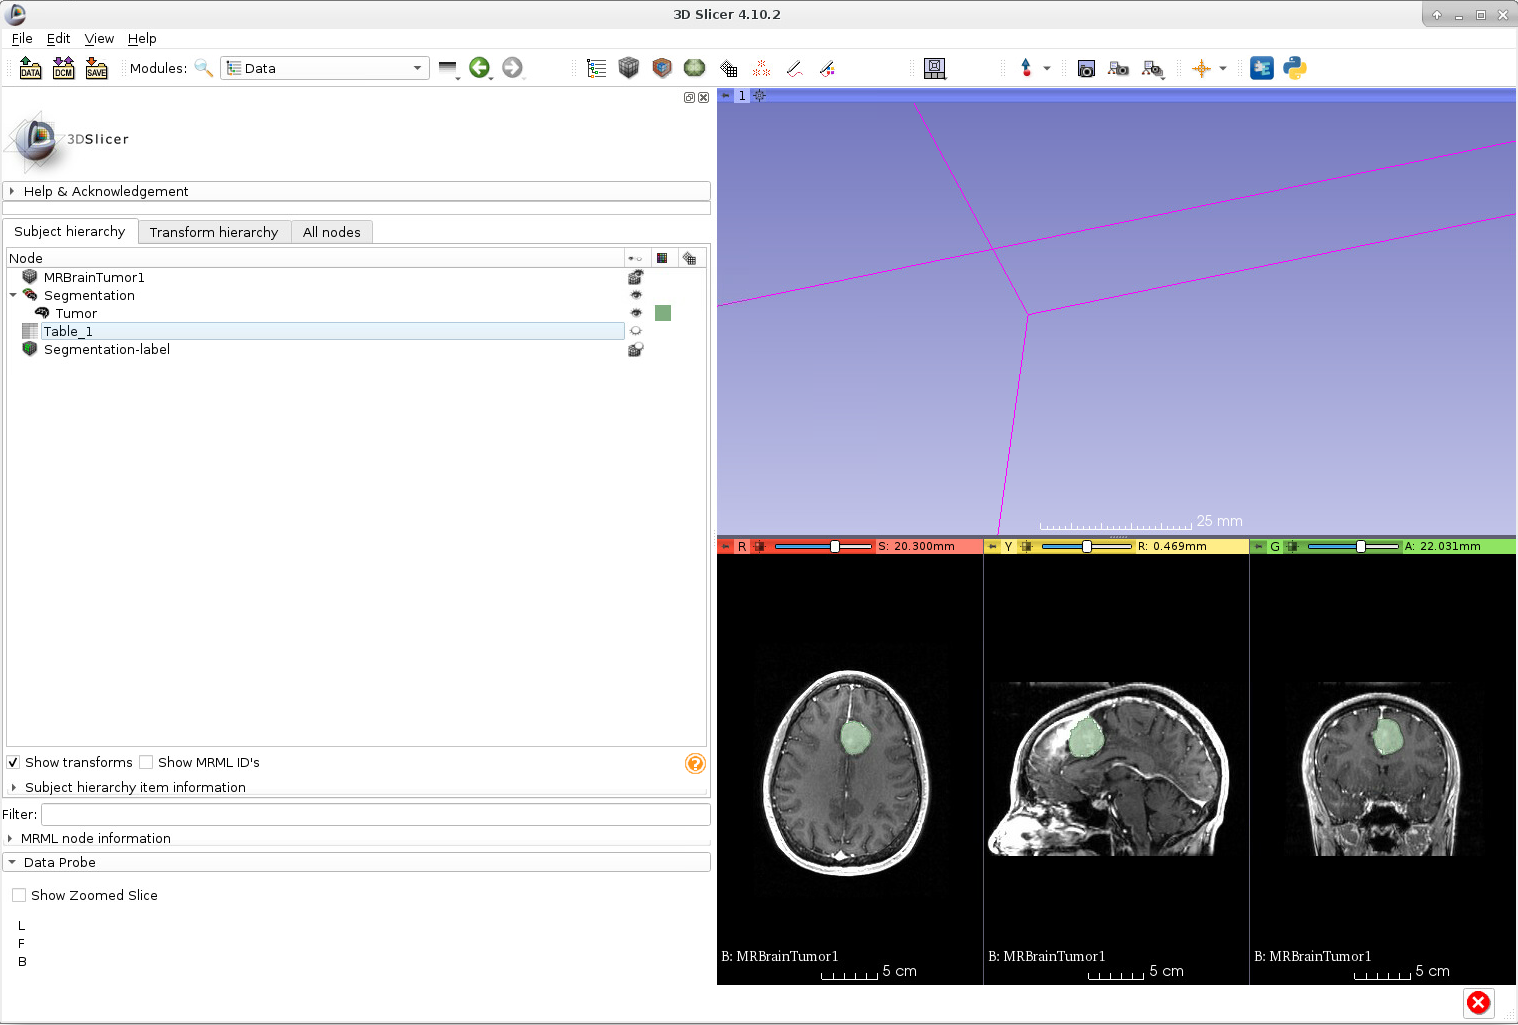 3D Slicer 4.10.2
File Edit View Help
DATA DCM SAVE Modules: Data
1
3DSlicer
Help & Acknowledgement
Subject hierarchy Transform hierarchy All nodes
Node
MRBrainTumor1
Segmentation
Tumor
Table_1
Segmentation-label
Show transforms Show MRML ID's
Subject hierarchy item information
Filter:
MRML node information
Data Probe
Show Zoomed Slice
L
F
B
25 mm
R S: 20.300mm
Y R: 0.469mm
G A: 22.031mm
B: MRBrainTumor1
5 cm
B: MRBrainTumor1
5 cm
B: MRBrainTumor1
5 cm